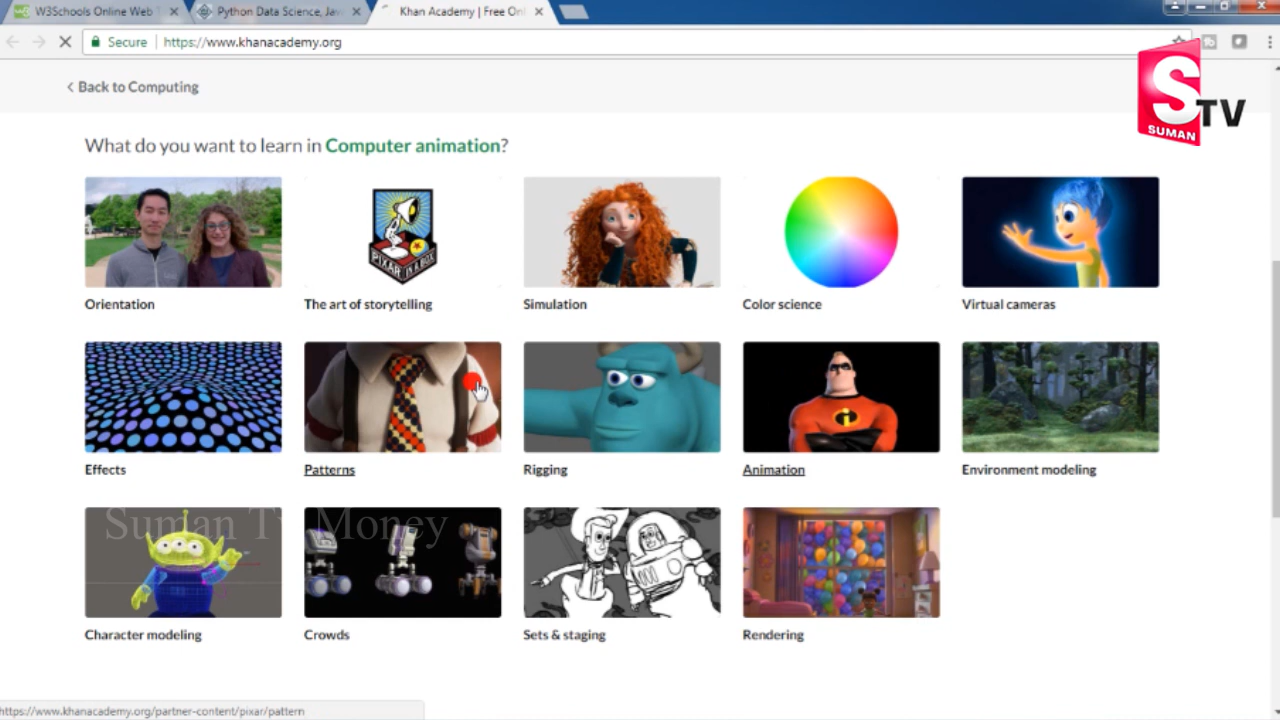 W3Schools Online Web
Python Data Science, Jav
Khan Academy | Free Onl
Secure
https://www.khanacademy.org
Back to Computing
S TV
SUMAN
What do you want to learn in Computer animation?
PIXAR IN A BOX
Orientation
The art of storytelling
Simulation
Color science
Virtual cameras
Effects
Patterns
Rigging
Animation
Environment modeling
Suman Tv Money
Character modeling
Crowds
Sets & staging
Rendering
https://www.khanacademy.org/partner-content/pixar/pattern